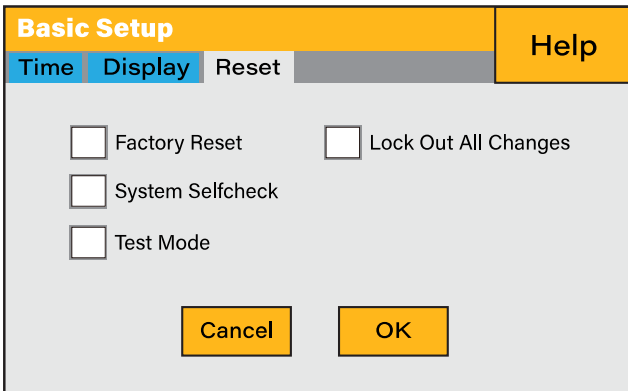 Basic Setup
Help
Time Display Reset
Factory Reset
Lock Out All Changes
System Selfcheck
Test Mode
Cancel
OK